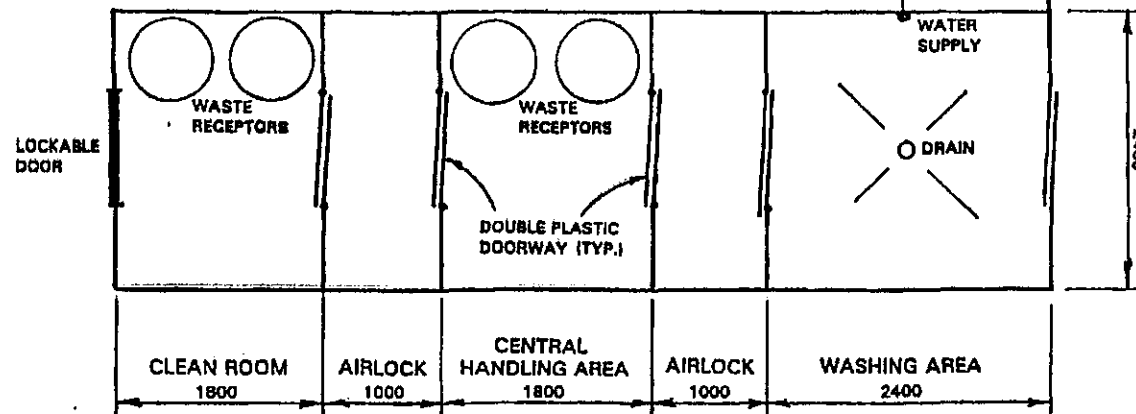 WATER
SUPPLY
WASTE
RECEPTORS
WASTE
RECEPTORS
LOCKABLE
DOOR
DRAIN
DOUBLE PLASTIC
DOORWAY (TYP.)
CLEAN ROOM
1800
AIRLOCK
1000
CENTRAL
HANDLING AREA
1800
AIRLOCK
1000
WASHING AREA
2400